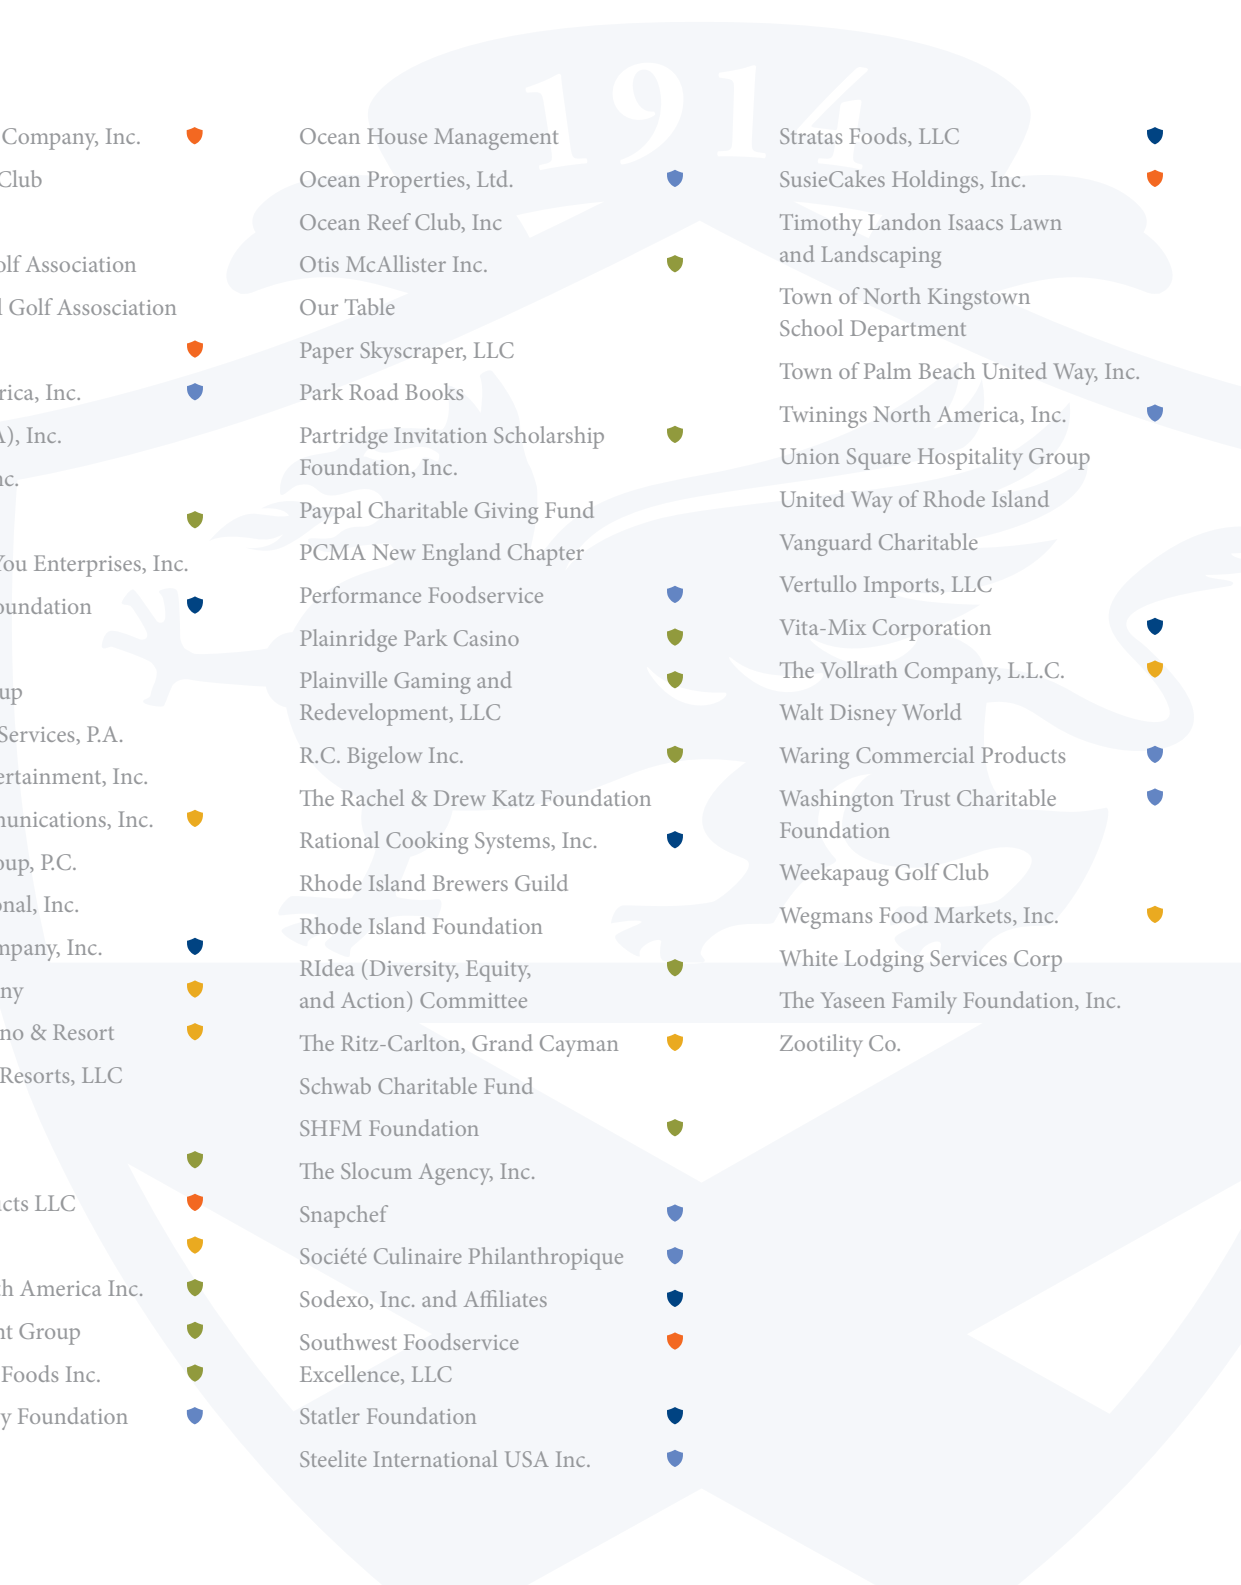 1914
Company, Inc.
Club
olf Association
l Golf Assosciation
rica, Inc.
A), Inc.
nc.
You Enterprises, Inc.
oundation
up
Services, P.A.
ertainment, Inc.
munications, Inc.
oup, P.C.
onal, Inc.
mpany, Inc.
ny
no & Resort
Resorts, LLC
ucts LLC
th America Inc.
nt Group
Foods Inc.
y Foundation
Ocean House Management
Ocean Properties, Ltd.
Ocean Reef Club, Inc
Otis McAllister Inc.
Our Table
Paper Skyscraper, LLC
Park Road Books
Partridge Invitation Scholarship
Foundation, Inc.
Paypal Charitable Giving Fund
PCMA New England Chapter
Performance Foodservice
Plainridge Park Casino
Plainville Gaming and
Redevelopment, LLC
R.C. Bigelow Inc.
The Rachel & Drew Katz Foundation
Rational Cooking Systems, Inc.
Rhode Island Brewers Guild
Rhode Island Foundation
RIdea (Diversity, Equity,
and Action) Committee
The Ritz-Carlton, Grand Cayman
Schwab Charitable Fund
SHFM Foundation
The Slocum Agency, Inc.
Snapchef
Société Culinaire Philanthropique
Sodexo, Inc. and Affiliates
Southwest Foodservice
Excellence, LLC
Statler Foundation
Steelite International USA Inc.
Stratas Foods, LLC
SusieCakes Holdings, Inc.
Timothy Landon Isaacs Lawn
and Landscaping
Town of North Kingstown
School Department
Town of Palm Beach United Way, Inc.
Twinings North America, Inc.
Union Square Hospitality Group
United Way of Rhode Island
Vanguard Charitable
Vertullo Imports, LLC
Vita-Mix Corporation
The Vollrath Company, L.L.C.
Walt Disney World
Waring Commercial Products
Washington Trust Charitable
Foundation
Weekapaug Golf Club
Wegmans Food Markets, Inc.
White Lodging Services Corp
The Yaseen Family Foundation, Inc.
Zootility Co.